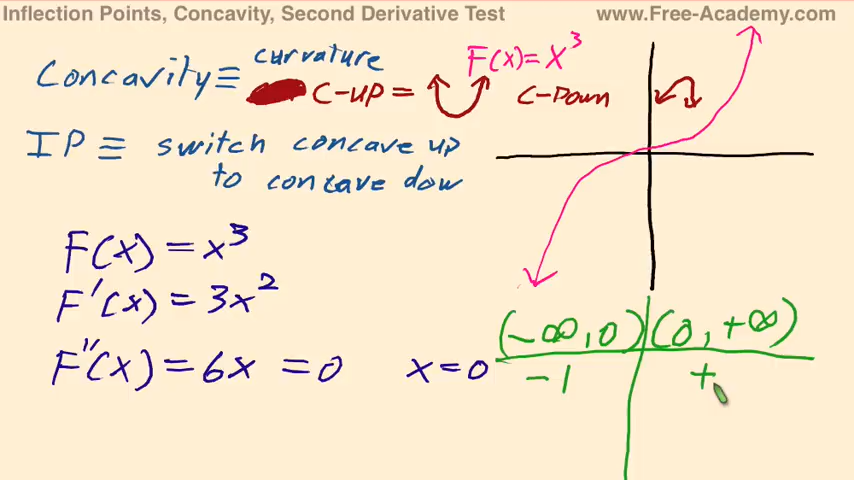 Inflection Points, Concavity, Second Derivative Test
www.Free-Academy.com
Concavity ≡ curvature
C-UP =
F(x)=x³
C-Down
IP ≡ switch concave up
to concave dow
F(x) = x³
F'(x) = 3x²
F''(x) = 6x = 0
x=0
(-∞,0) (0,+∞)
-1 +